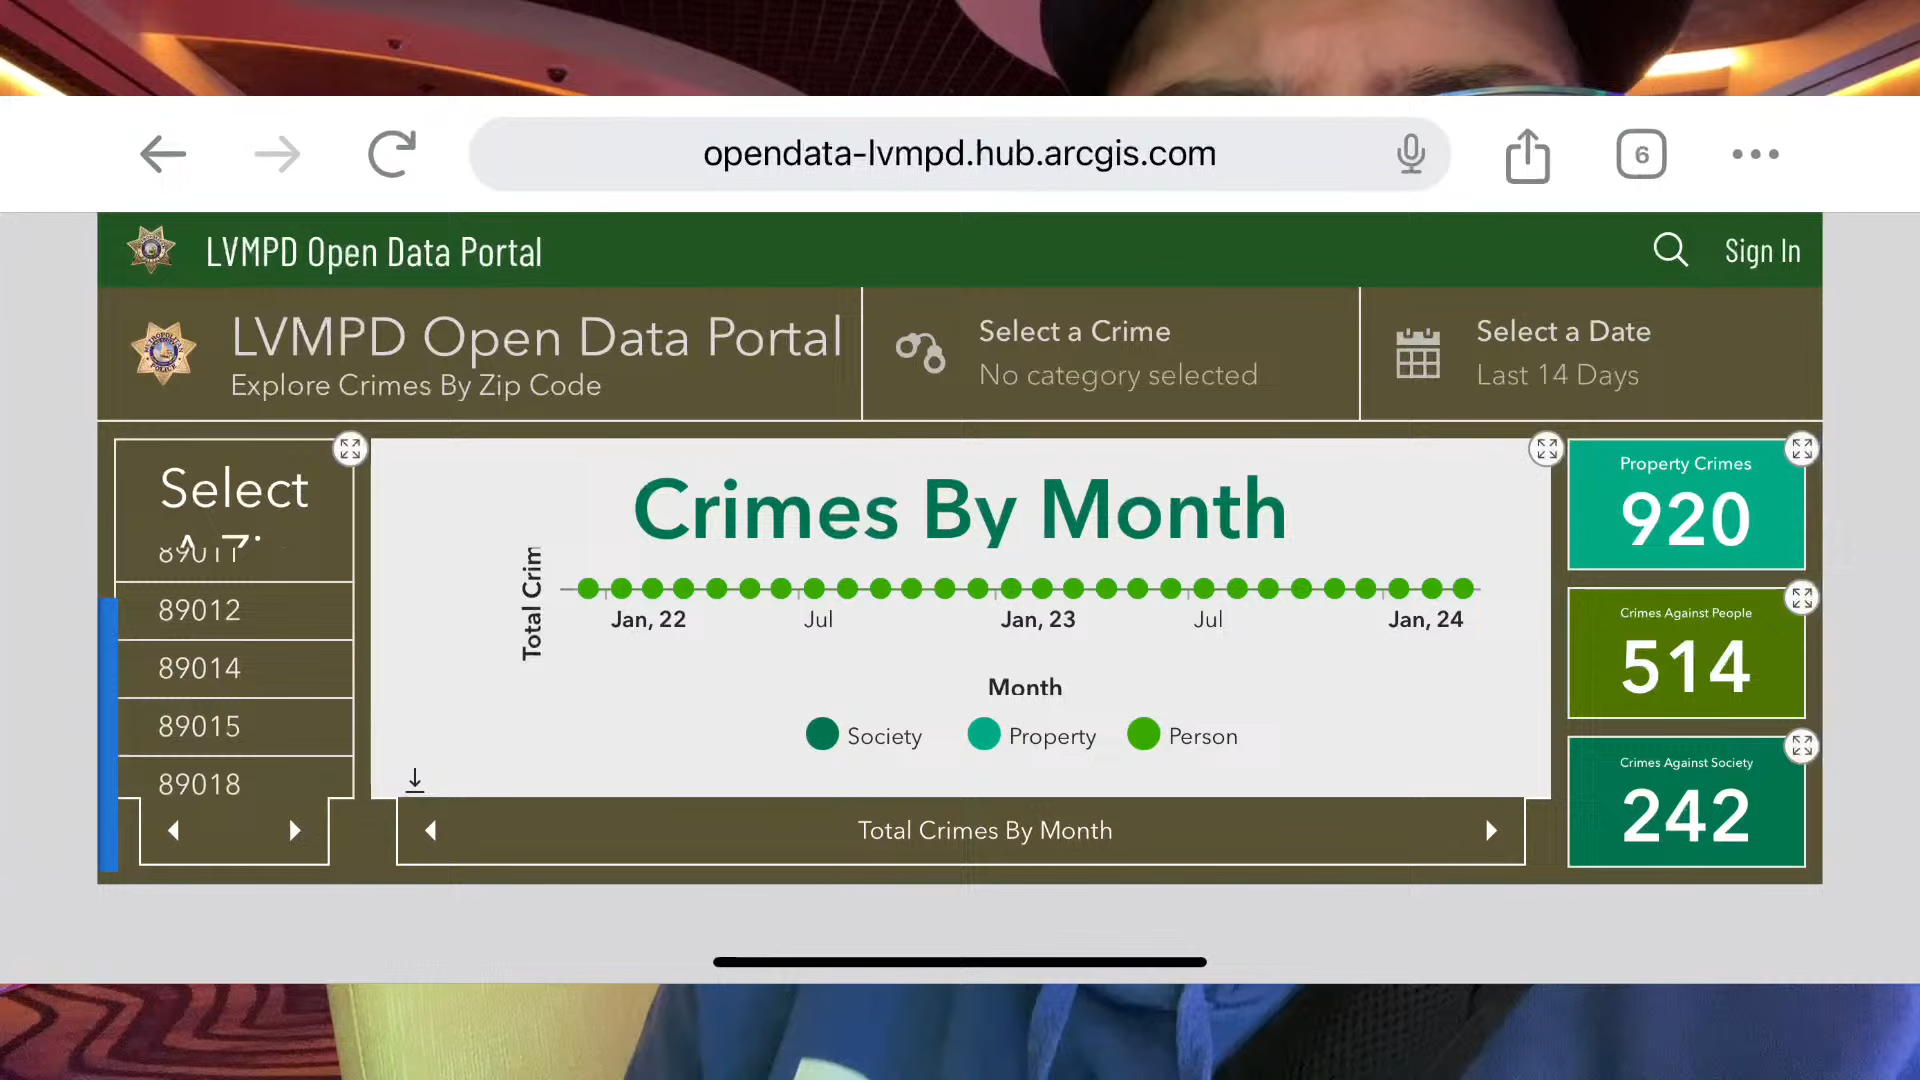 opendata-lvmpd.hub.arcgis.com
6
LVMPD Open Data Portal
Sign In
LVMPD Open Data Portal
Explore Crimes By Zip Code
Select a Crime
No category selected
Select a Date
Last 14 Days
Select
89011
89012
89014
89015
89018
Crimes By Month
Total Crim
Jan, 22
Jul
Jan, 23
Jul
Jan, 24
Month
Society
Property
Person
Total Crimes By Month
Property Crimes
920
Crimes Against People
514
Crimes Against Society
242